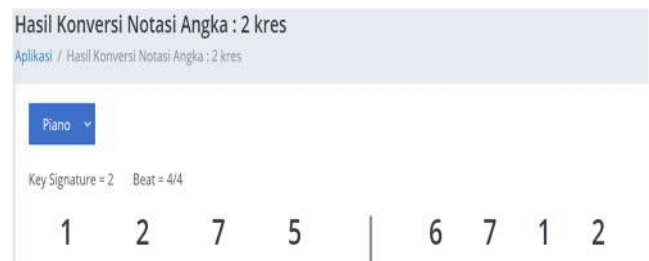 Hasil Konversi Notasi Angka : 2 kres
Aplikasi / Hasil Konversi Notasi Angka : 2 kres
Piano
Key Signature = 2 Beat = 4/4
1 2 7 5 | 6 7 1 2